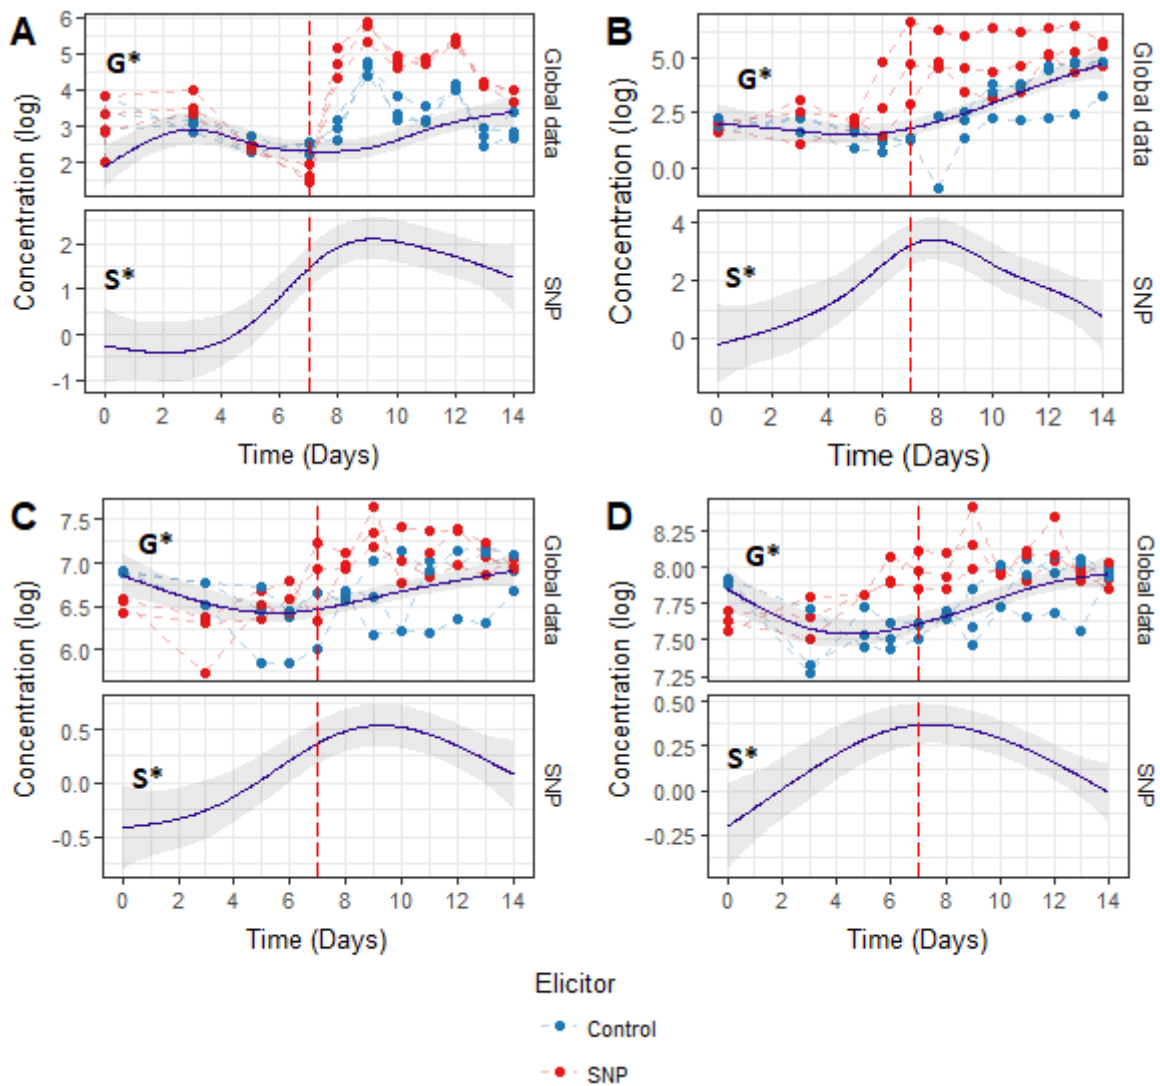 A
G*
Concentration (log)
6
5
4
3
2
Global data
S*
2
1
0
-1
SNP
0 2 4 6 8 10 12 14
Time (Days)
B
G*
Concentration (log)
5.0
2.5
0.0
Global data
S*
4
2
0
SNP
0 2 4 6 8 10 12 14
Time (Days)
C
G*
Concentration (log)
7.5
7.0
6.5
6.0
Global data
S*
0.5
0.0
-0.5
SNP
0 2 4 6 8 10 12 14
Time (Days)
D
G*
Concentration (log)
8.25
8.00
7.75
7.50
7.25
Global data
S*
0.50
0.25
0.00
-0.25
SNP
0 2 4 6 8 10 12 14
Time (Days)
Elicitor
Control
SNP